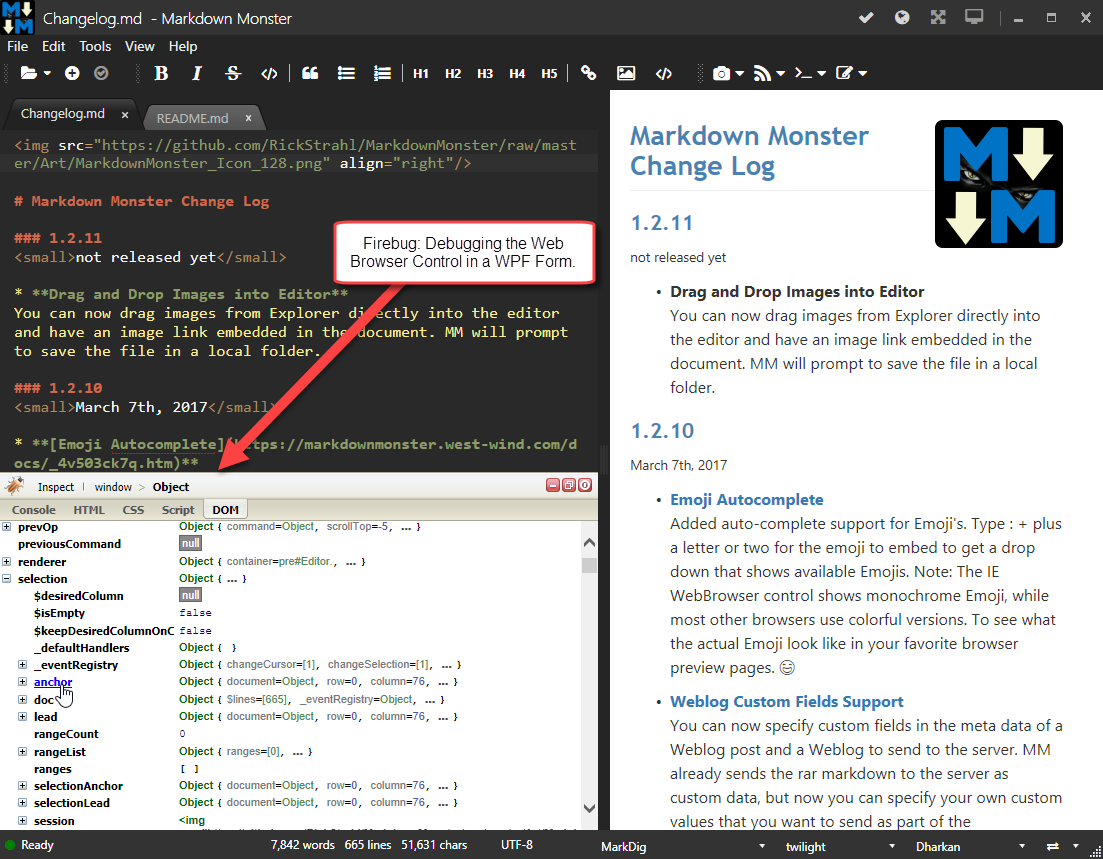 Changelog.md - Markdown Monster
File Edit Tools View Help
B I S </> H1 H2 H3 H4 H5 </>
Changelog.md × README.md ×
<img src="https://github.com/RickStrahl/MarkdownMonster/raw/mast
er/Art/MarkdownMonster_Icon_128.png" align="right"/>
# Markdown Monster Change Log
### 1.2.11
<small>not released yet</small>
* **Drag and Drop Images into Editor**
You can now drag images from Explorer directly into the editor
and have an image link embedded in the document. MM will prompt
to save the file in a local folder.
### 1.2.10
<small>March 7th, 2017</small>
* **[Emoji Autocomplete](https://markdownmonster.west-wind.com/d
ocs/_4v503ck7q.htm)**
Firebug: Debugging the Web
Browser Control in a WPF Form.
Inspect window > Object
Console HTML CSS Script DOM
prevOp Object { command=Object, scrollTop=-5, ... }
previousCommand null
renderer Object { container=pre#Editor., ... }
selection Object { ... }
$desiredColumn null
$isEmpty false
$keepDesiredColumnOnC false
_defaultHandlers Object { }
_eventRegistry Object { changeCursor=[1], changeSelection=[1], ... }
anchor Object { document=Object, row=0, column=76, ... }
doc Object { $lines=[665], _eventRegistry=Object, ... }
lead Object { document=Object, row=0, column=76, ... }
rangeCount 0
rangeList Object { ranges=[0], ... }
ranges [ ]
selectionAnchor Object { document=Object, row=0, column=76, ... }
selectionLead Object { document=Object, row=0, column=76, ... }
session <img
Markdown Monster
Change Log
M
M
1.2.11
not released yet
• Drag and Drop Images into Editor
You can now drag images from Explorer directly into
the editor and have an image link embedded in the
document. MM will prompt to save the file in a local
folder.
1.2.10
March 7th, 2017
• Emoji Autocomplete
Added auto-complete support for Emoji's. Type : + plus
a letter or two for the emoji to embed to get a drop
down that shows available Emojis. Note: The IE
WebBrowser control shows monochrome Emoji, while
most other browsers use colorful versions. To see what
the actual Emoji look like in your favorite browser
preview pages. 😊
• Weblog Custom Fields Support
You can now specify custom fields in the meta data of a
Weblog post and a Weblog to send to the server. MM
already sends the rar markdown to the server as
custom data, but now you can specify your own custom
values that you want to send as part of the
Ready 7,842 words 665 lines 51,631 chars UTF-8 MarkDig twilight Dharkan